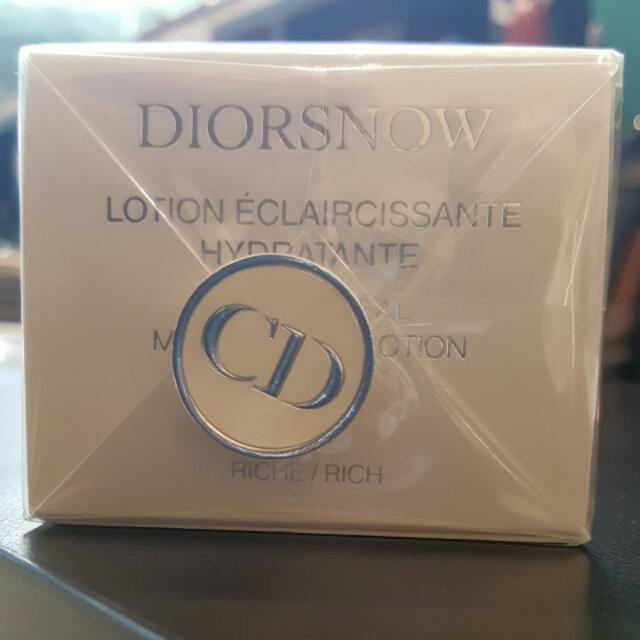 DIORSNOW
LOTION ÉCLAIRCISSANTE
HYDRATANTE
CD
RICHE / RICH